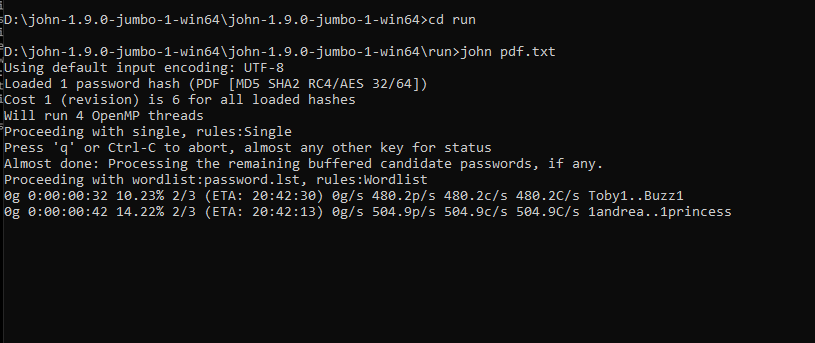 D:\john-1.9.0-jumbo-1-win64\john-1.9.0-jumbo-1-win64>cd run
D:\john-1.9.0-jumbo-1-win64\john-1.9.0-jumbo-1-win64\run>john pdf.txt
Using default input encoding: UTF-8
Loaded 1 password hash (PDF [MD5 SHA2 RC4/AES 32/64])
Cost 1 (revision) is 6 for all loaded hashes
Will run 4 OpenMP threads
Proceeding with single, rules:Single
Press 'q' or Ctrl-C to abort, almost any other key for status
Almost done: Processing the remaining buffered candidate passwords, if any.
Proceeding with wordlist:password.lst, rules:Wordlist
0g 0:00:00:32 10.23% 2/3 (ETA: 20:42:30) 0g/s 480.2p/s 480.2c/s 480.2C/s Toby1..Buzz1
0g 0:00:00:42 14.22% 2/3 (ETA: 20:42:13) 0g/s 504.9p/s 504.9c/s 504.9C/s 1andrea..1princess